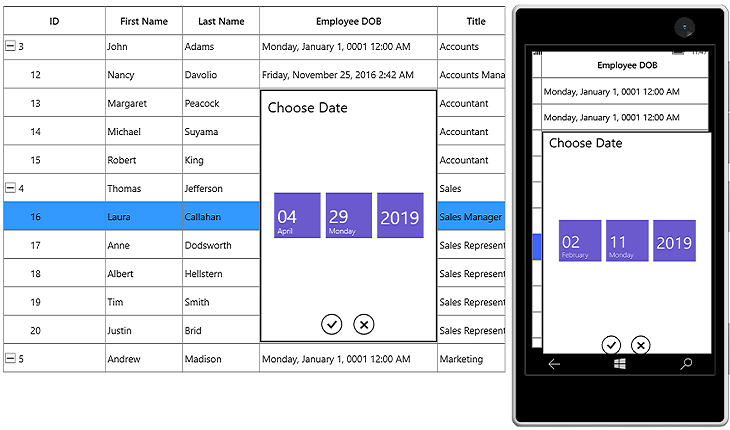 ID First Name Last Name Employee DOB Title
3 John Adams Monday, January 1, 0001 12:00 AM Accounts
12 Nancy Davolio Friday, November 25, 2016 2:42 AM Accounts Mana
13 Margaret Peacock Accountant
14 Michael Suyama Accountant
15 Robert King Accountant
4 Thomas Jefferson Sales
16 Laura Callahan Sales Manager
17 Anne Dodsworth Sales Represent
18 Albert Hellstern Sales Represent
19 Tim Smith Sales Represent
20 Justin Brid Sales Represent
5 Andrew Madison Monday, January 1, 0001 12:00 AM Marketing
Choose Date
04 29 2019
April Monday
Employee DOB
Monday, January 1, 0001 12:00 AM
Monday, January 1, 0001 12:00 AM
Choose Date
02 11 2019
February Monday